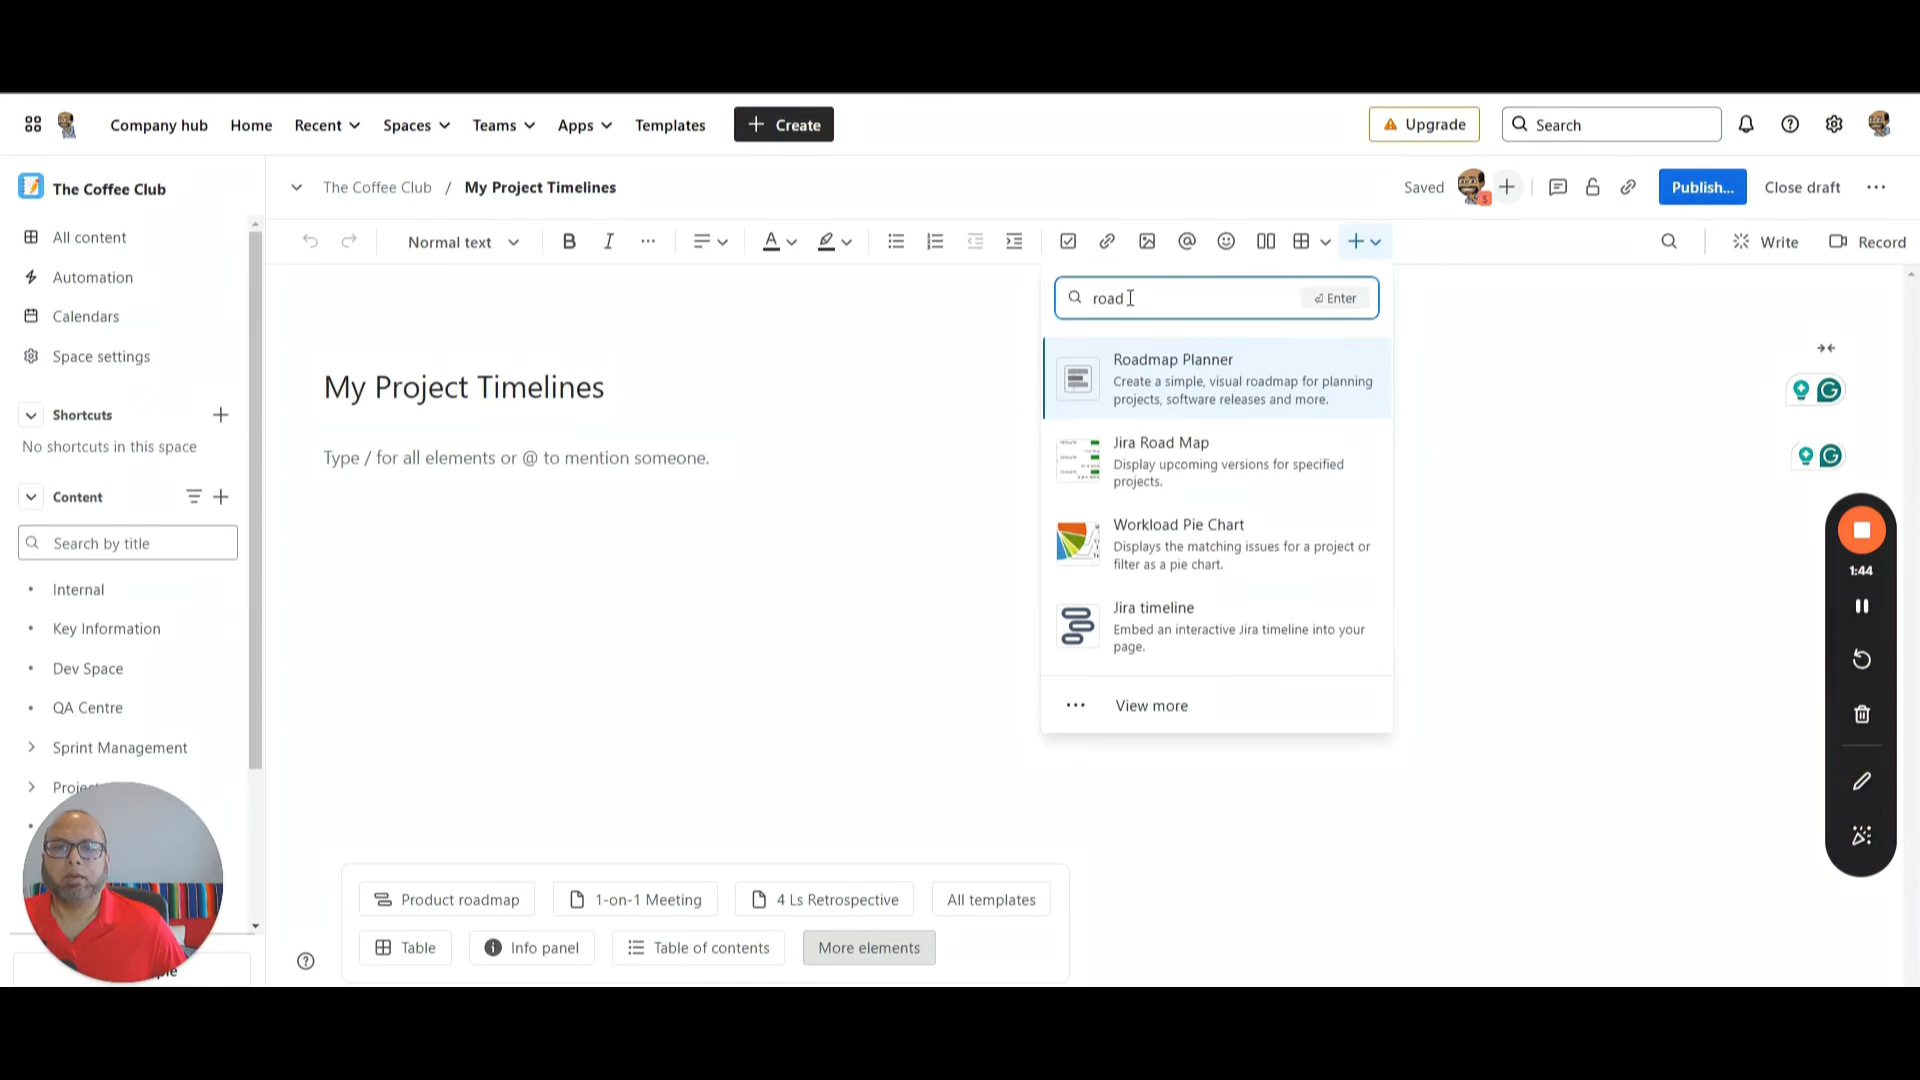 Company hub
Home
Recent
Spaces
Teams
Apps
Templates
Create
Upgrade
Search
The Coffee Club
The Coffee Club / My Project Timelines
Saved
S
Publish...
Close draft
Normal text
B
I
A
Write
Record
All content
Automation
Calendars
Space settings
Shortcuts
No shortcuts in this space
Content
Search by title
Internal
Key Information
Dev Space
QA Centre
Sprint Management
My Project Timelines
Type / for all elements or @ to mention someone.
road
Enter
Roadmap Planner
Create a simple, visual roadmap for planning
projects, software releases and more.
Jira Road Map
Display upcoming versions for specified
projects.
Workload Pie Chart
Displays the matching issues for a project or
filter as a pie chart.
Jira timeline
Embed an interactive Jira timeline into your
page.
View more
1:44
Product roadmap
1-on-1 Meeting
4 Ls Retrospective
All templates
Table
Info panel
Table of contents
More elements